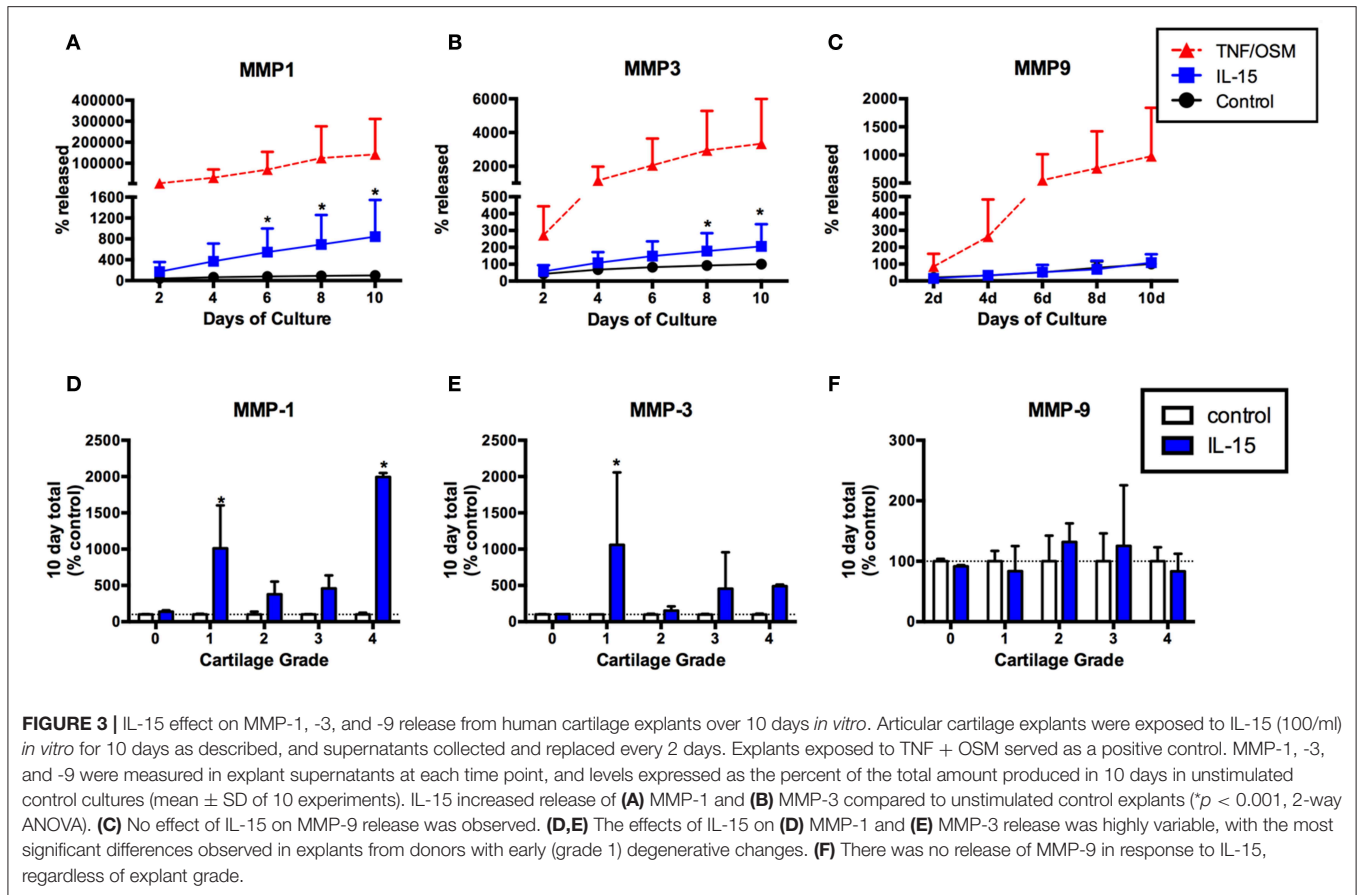 A
MMP1
400000
300000
200000
100000
1600
1200
800
400
0
% released
* * *
2 4 6 8 10
Days of Culture
B
MMP3
6000
4000
2000
500
400
300
200
100
0
% released
* *
2 4 6 8 10
Days of Culture
C
MMP9
2000
1500
1000
500
500
400
300
200
100
0
% released
2d 4d 6d 8d 10d
Days of Culture
TNF/OSM
IL-15
Control
D
MMP-1
2500
2000
1500
1000
500
0
10 day total
(% control)
* *
0 1 2 3 4
Cartilage Grade
E
MMP-3
2500
2000
1500
1000
500
0
10 day total
(% control)
*
0 1 2 3 4
Cartilage Grade
F
MMP-9
300
200
100
0
10 day total
(% control)
0 1 2 3 4
Cartilage Grade
control
IL-15
FIGURE 3 | IL-15 effect on MMP-1, -3, and -9 release from human cartilage explants over 10 days in vitro. Articular cartilage explants were exposed to IL-15 (100/ml)
in vitro for 10 days as described, and supernatants collected and replaced every 2 days. Explants exposed to TNF + OSM served as a positive control. MMP-1, -3,
and -9 were measured in explant supernatants at each time point, and levels expressed as the percent of the total amount produced in 10 days in unstimulated
control cultures (mean ± SD of 10 experiments). IL-15 increased release of (A) MMP-1 and (B) MMP-3 compared to unstimulated control explants (*p < 0.001, 2-way
ANOVA). (C) No effect of IL-15 on MMP-9 release was observed. (D,E) The effects of IL-15 on (D) MMP-1 and (E) MMP-3 release was highly variable, with the most
significant differences observed in explants from donors with early (grade 1) degenerative changes. (F) There was no release of MMP-9 in response to IL-15,
regardless of explant grade.